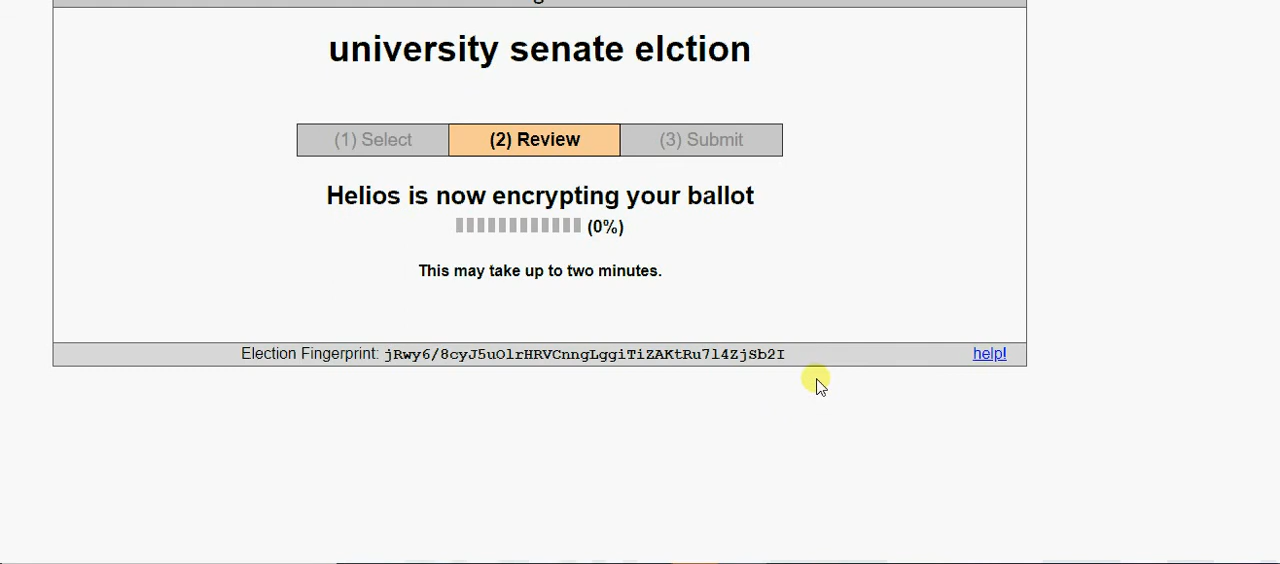 university senate elction
(1) Select (2) Review (3) Submit
Helios is now encrypting your ballot
(0%)
This may take up to two minutes.
Election Fingerprint: jRwy6/8cyJ5uOlrHRVCnngLggiTiZAKtRu7l4ZjSb2I help!